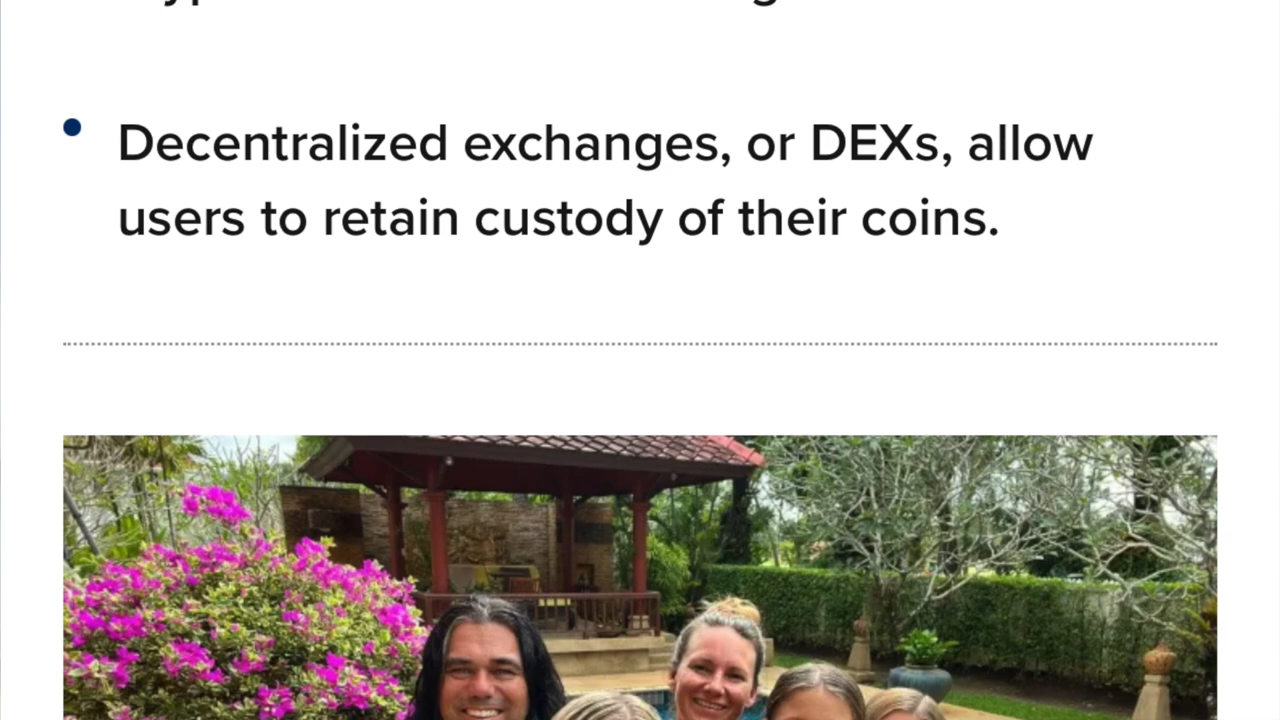 Decentralized exchanges, or DEXs, allow
users to retain custody of their coins.